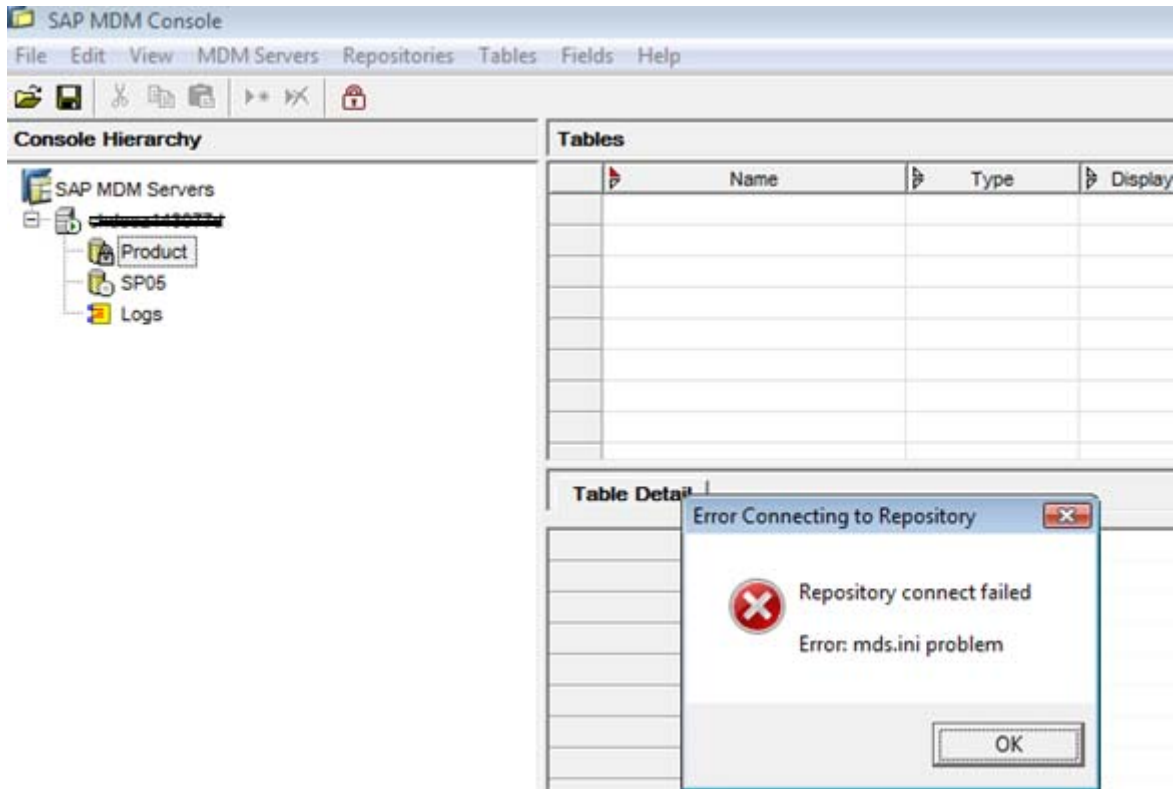 SAP MDM Console
File Edit View MDM Servers Repositories Tables Fields Help
Console Hierarchy
Tables
Name Type Display
SAP MDM Servers
Product
SP05
Logs
Table Detail
Error Connecting to Repository
Repository connect failed
Error: mds.ini problem
OK